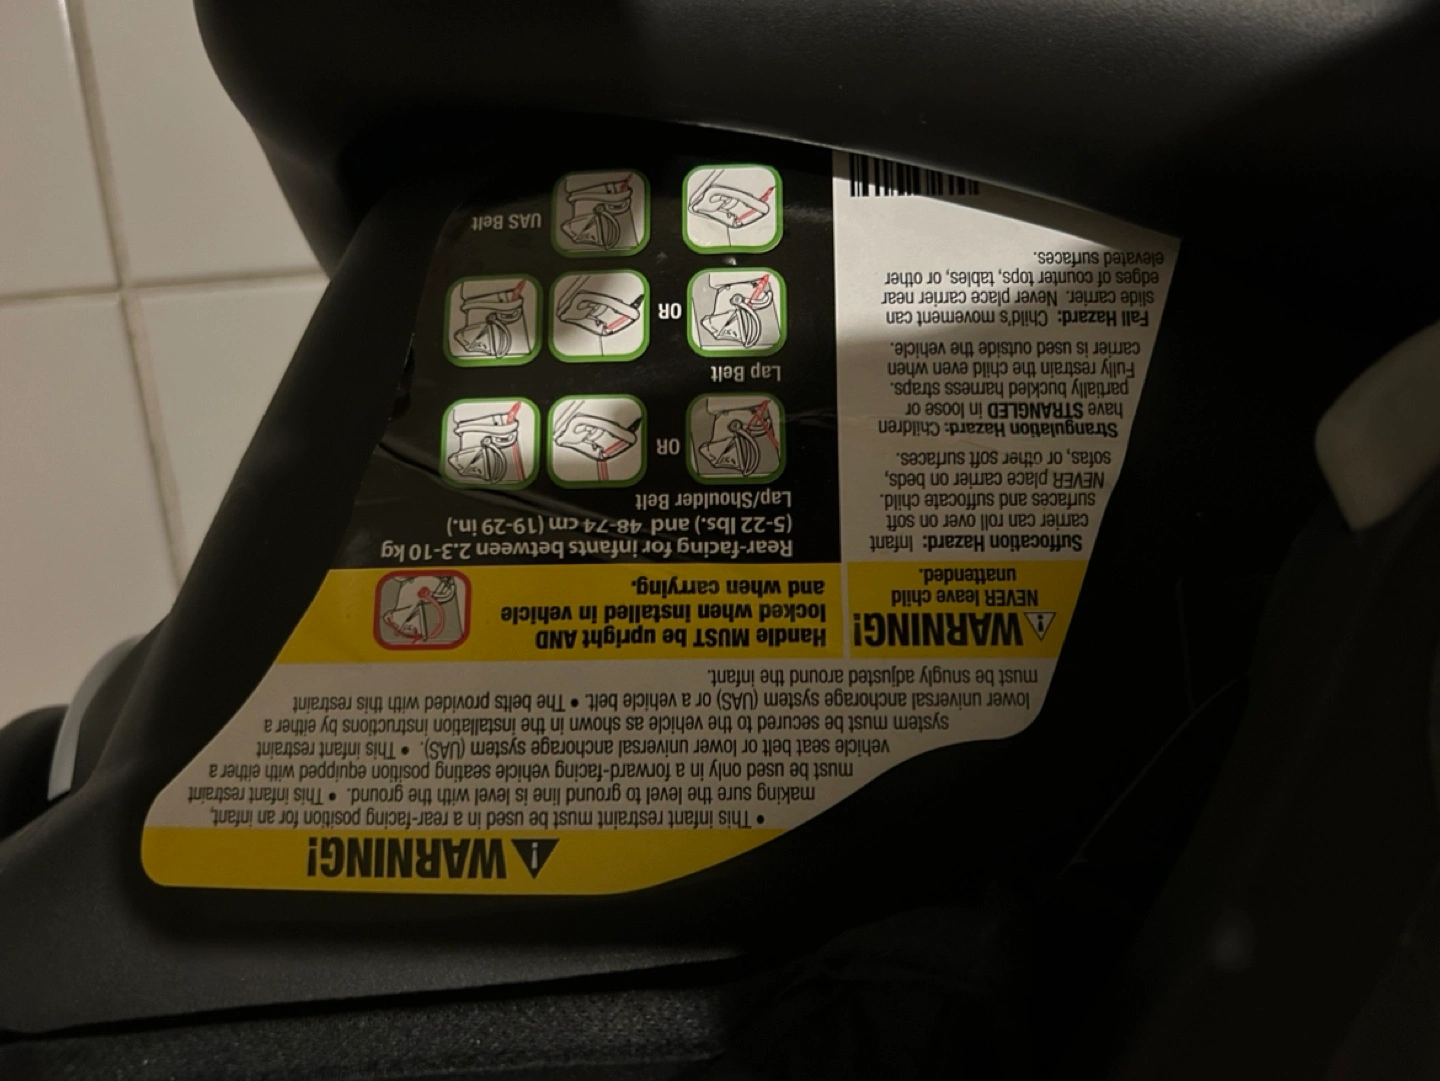 WARNING!
• This infant restraint must be used in a rear-facing position for an infant,
making sure the level to ground line is level with the ground. • This infant restraint
must be used only in a forward-facing vehicle seating position equipped with either a
vehicle seat belt or lower universal anchorage system (UAS). • This infant restraint
system must be secured to the vehicle as shown in the installation instructions by either a
lower universal anchorage system (UAS) or a vehicle belt. • The belts provided with this restraint
must be snugly adjusted around the infant.
WARNING!
NEVER leave child
unattended.
Suffocation Hazard: Infant
carrier can roll over on soft
surfaces and suffocate child.
NEVER place carrier on beds,
sofas, or other soft surfaces.
Strangulation Hazard: Children
have STRANGLED in loose or
partially buckled harness straps.
Fully restrain the child even when
carrier is used outside the vehicle.
Fall Hazard: Child's movement can
slide carrier. Never place carrier near
edges of counter tops, tables, or other
elevated surfaces.
Handle MUST be upright AND
locked when installed in vehicle
and when carrying.
Rear-facing for infants between 2.3-10 kg
(5-22 lbs.) and 48-74 cm (19-29 in.)
Lap/Shoulder Belt
OR
Lap Belt
OR
UAS Belt